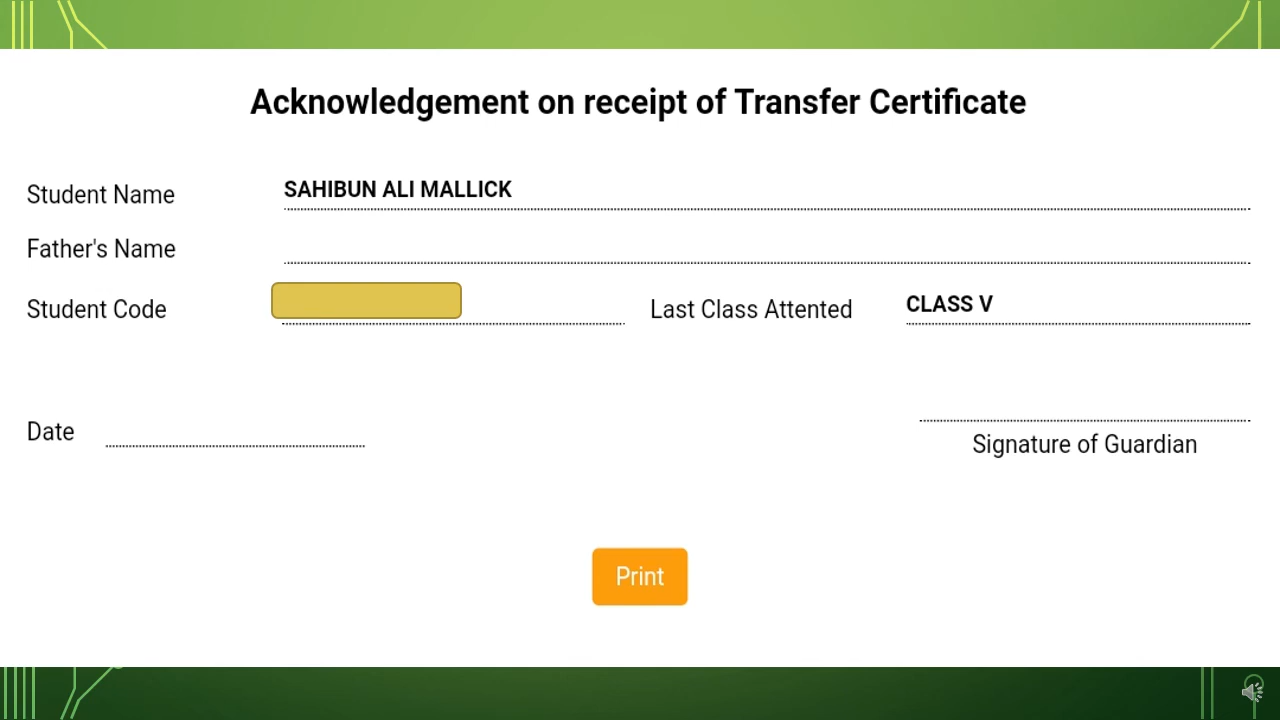 Acknowledgement on receipt of Transfer Certificate
Student Name SAHIBUN ALI MALLICK
Father's Name
Student Code Last Class Attented CLASS V
Date
Signature of Guardian
Print